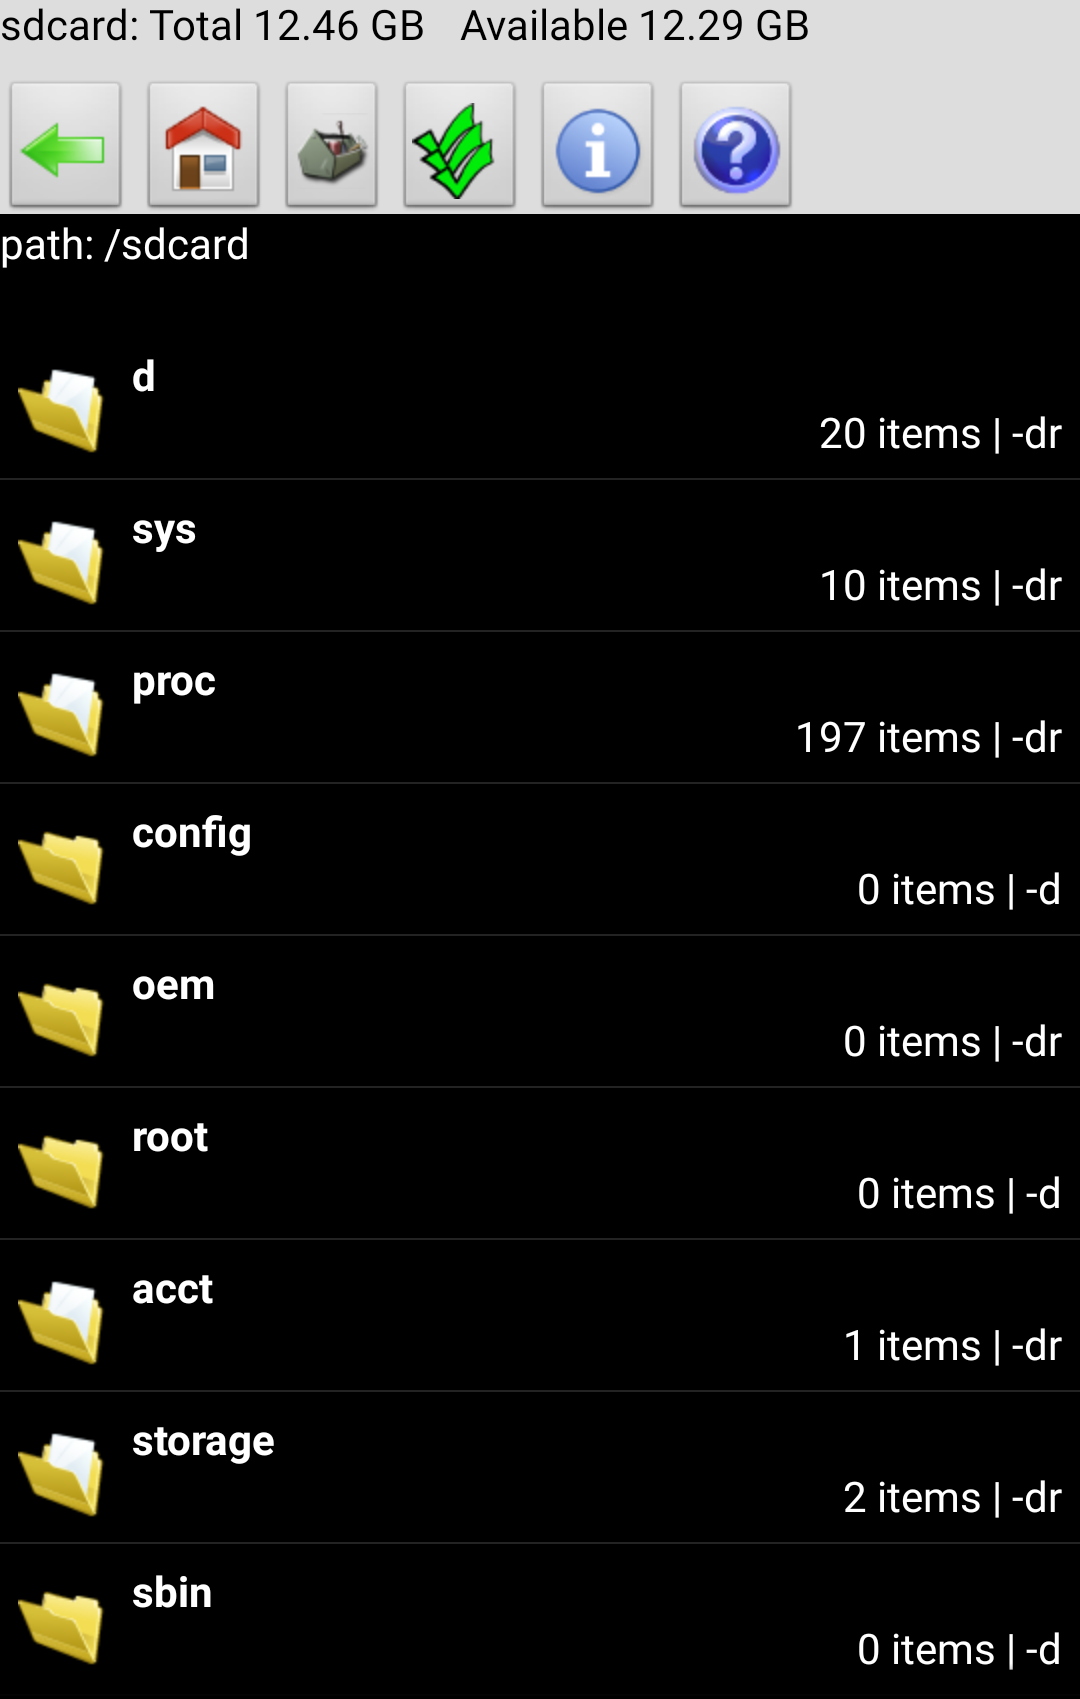 sdcard: Total 12.46 GB   Available 12.29 GB
path: /sdcard
d
20 items | -dr
sys
10 items | -dr
proc
197 items | -dr
config
0 items | -d
oem
0 items | -dr
root
0 items | -d
acct
1 items | -dr
storage
2 items | -dr
sbin
0 items | -d